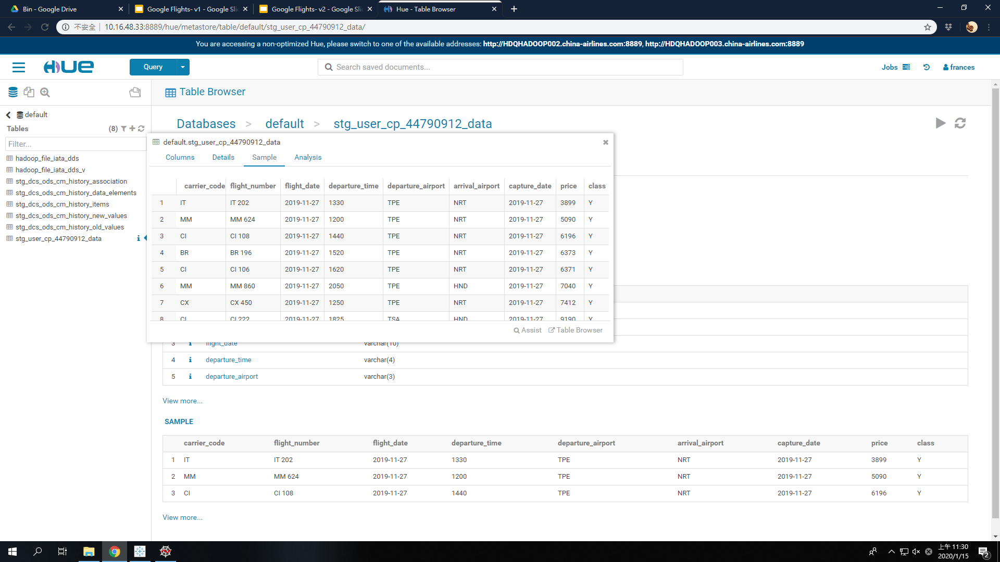 Bin - Google Drive
Google Flights- v1 - Google Sli
Google Flights- v2 - Google Sli
Hue - Table Browser
不安全 10.16.48.33:8889/hue/metastore/table/default/stg_user_cp_44790912_data/
You are accessing a non-optimized Hue, please switch to one of the available addresses: http://HDQHADOOP002.china-airlines.com:8889, http://HDQHADOOP003.china-airlines.com:8889
HUE
Query
Search saved documents...
Jobs
frances
Table Browser
default
Tables (8)
Filter...
hadoop_file_iata_dds
hadoop_file_iata_dds_v
stg_dcs_ods_cm_history_association
stg_dcs_ods_cm_history_data_elements
stg_dcs_ods_cm_history_items
stg_dcs_ods_cm_history_new_values
stg_dcs_ods_cm_history_old_values
stg_user_cp_44790912_data
Databases > default > stg_user_cp_44790912_data
default.stg_user_cp_44790912_data
Columns Details Sample Analysis
carrier_code flight_number flight_date departure_time departure_airport arrival_airport capture_date price class
1 IT IT 202 2019-11-27 1330 TPE NRT 2019-11-27 3899 Y
2 MM MM 624 2019-11-27 1200 TPE NRT 2019-11-27 5090 Y
3 CI CI 108 2019-11-27 1440 TPE NRT 2019-11-27 6196 Y
4 BR BR 196 2019-11-27 1520 TPE NRT 2019-11-27 6373 Y
5 CI CI 106 2019-11-27 1620 TPE NRT 2019-11-27 6371 Y
6 MM MM 860 2019-11-27 2050 TPE HND 2019-11-27 7040 Y
7 CX CX 450 2019-11-27 1250 TPE NRT 2019-11-27 7412 Y
8 CI CI 222 2019-11-27 1825 TSA HND 2019-11-27 9190 Y
Assist Table Browser
3 flight_date varchar(10)
4 departure_time varchar(4)
5 departure_airport varchar(3)
View more...
SAMPLE
carrier_code flight_number flight_date departure_time departure_airport arrival_airport capture_date price class
1 IT IT 202 2019-11-27 1330 TPE NRT 2019-11-27 3899 Y
2 MM MM 624 2019-11-27 1200 TPE NRT 2019-11-27 5090 Y
3 CI CI 108 2019-11-27 1440 TPE NRT 2019-11-27 6196 Y
View more...
上午 11:30
2020/1/15
2